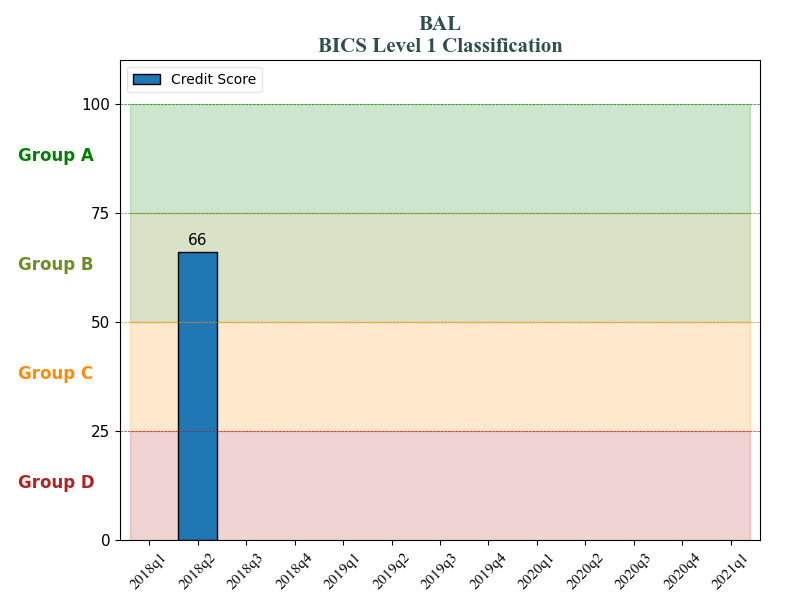 BAL
BICS Level 1 Classification
Credit Score
100
Group A
75
66
Group B
50
Group C
25
Group D
0
2018q1
2018q2
2018q3
2018q4
2019q1
2019q2
2019q3
2019q4
2020q1
2020q2
2020q3
2020q4
2021q1